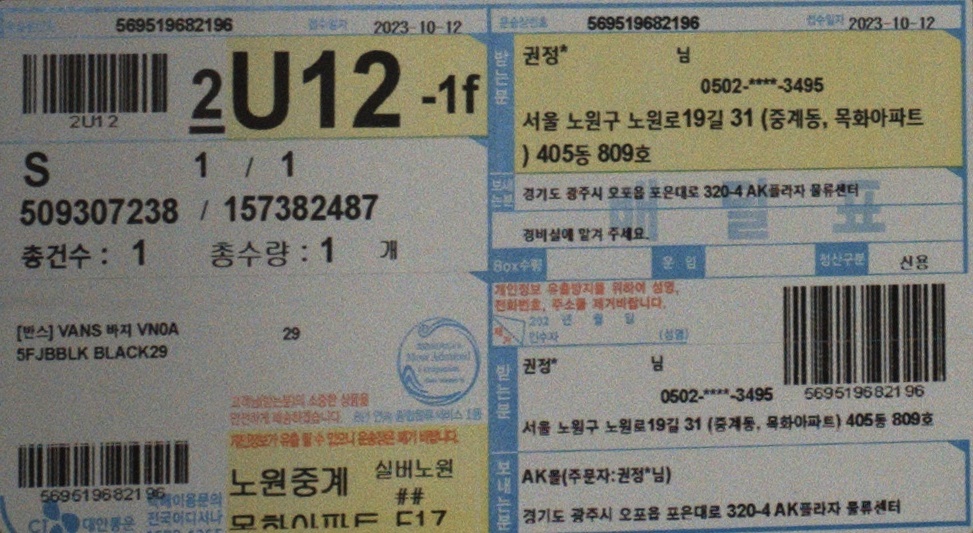 운송장번호 569519682196 접수일자 2023-10-12
2U12
2U12 -1f
S 1 / 1
509307238 / 157382487
총건수 : 1 총수량 : 1 개
[반스] VANS 바지 VN0A 29
5FJBBLK BLACK29
고객님(받는분)의 소중한 상품을
안전하게 배송하겠습니다.
개인정보가 유출 될 수 있으니 운송장은 폐기 바랍니다.
569519682196
CJ 대한통운
노원중계 실버노원
##
목화아파트 F17
운송장번호 569519682196 접수일자 2023-10-12
받는분
권정* 님
0502-****-3495
서울 노원구 노원로19길 31 (중계동, 목화아파트
) 405동 809호
보내는분
경기도 광주시 오포읍 포은대로 320-4 AK플라자 물류센터
배 달 표
경비실에 맡겨 주세요.
Box수량 운 임 정산구분 신용
개인정보 유출방지를 위하여 성명,
전화번호, 주소를 제거바랍니다.
202 년 월 일
인수자 (성명)
569519682196
받는분
권정* 님
0502-****-3495
서울 노원구 노원로19길 31 (중계동, 목화아파트) 405동 809호
보내는분
AK몰(주문자:권정*님)
경기도 광주시 오포읍 포은대로 320-4 AK플라자 물류센터